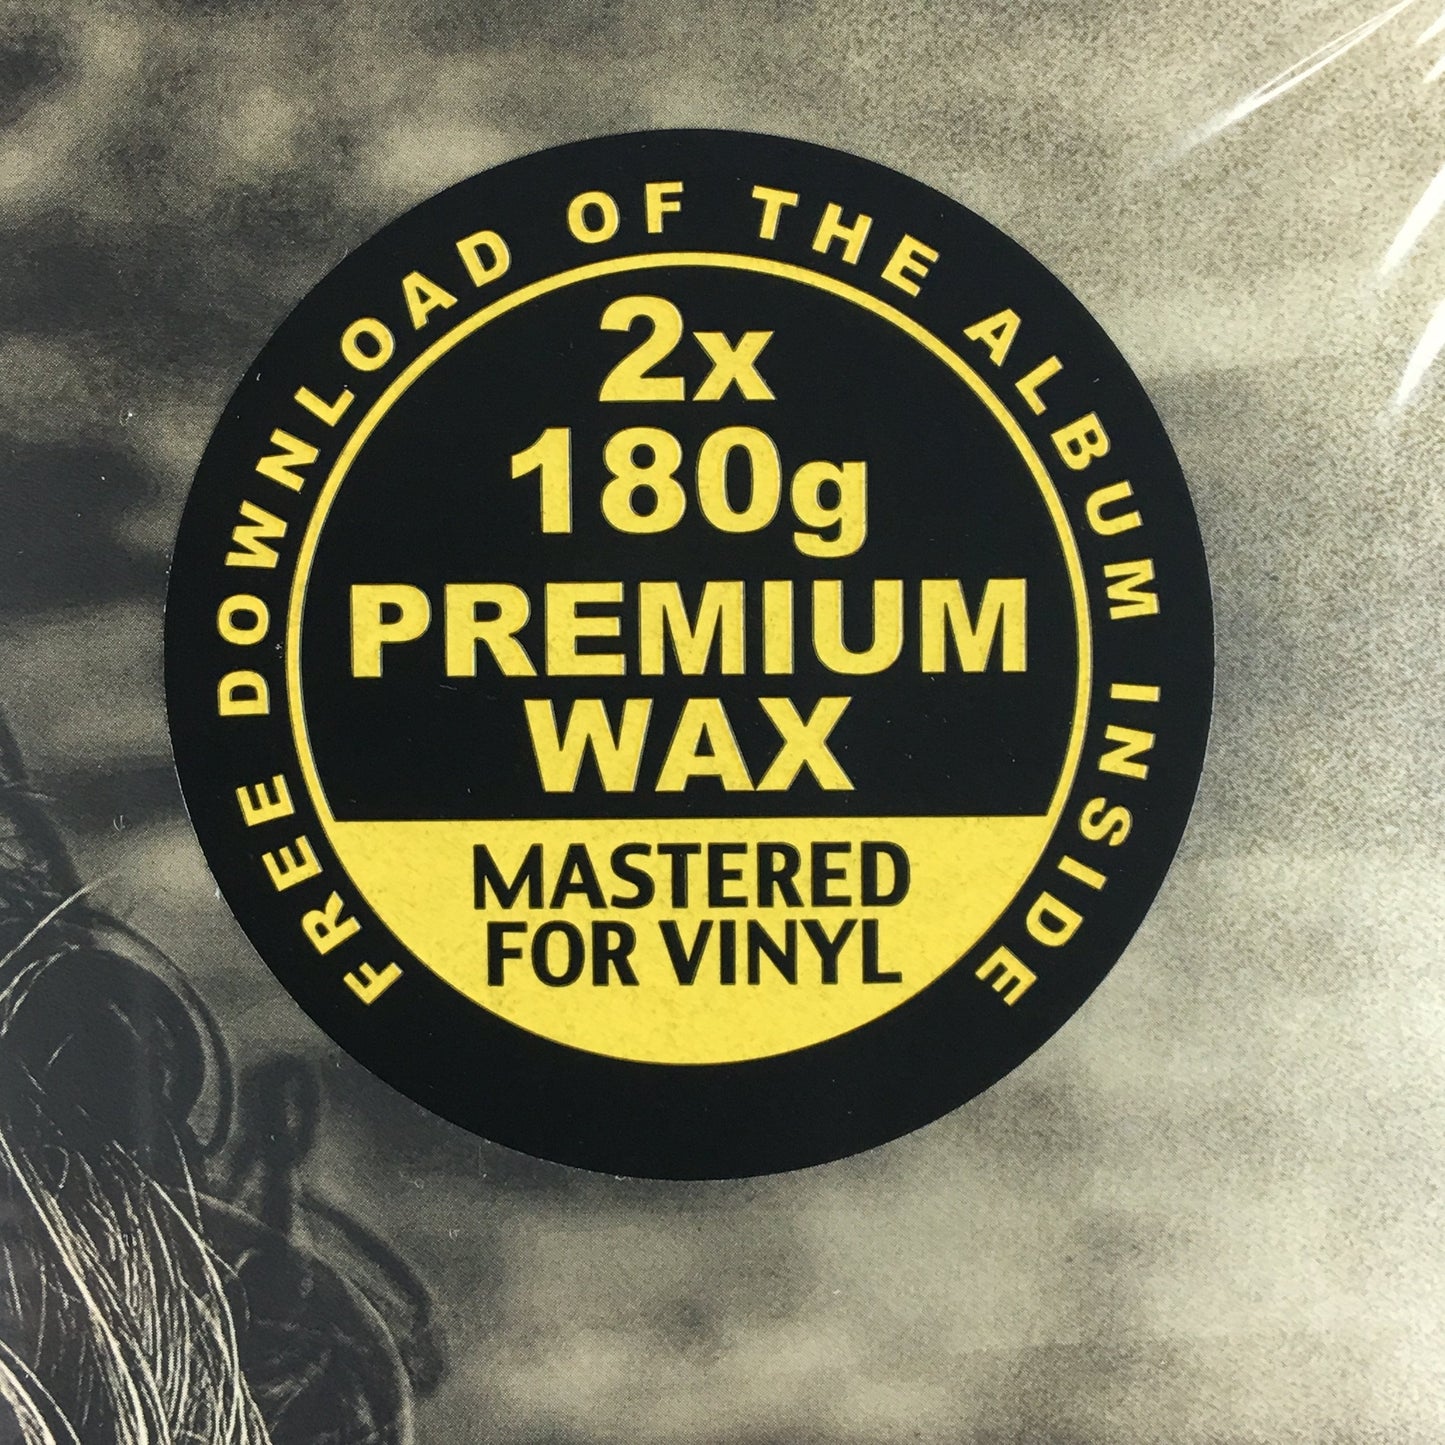 FREE DOWNLOAD OF THE ALBUM INSIDE
2x
180g
PREMIUM
WAX
MASTERED
FOR VINYL